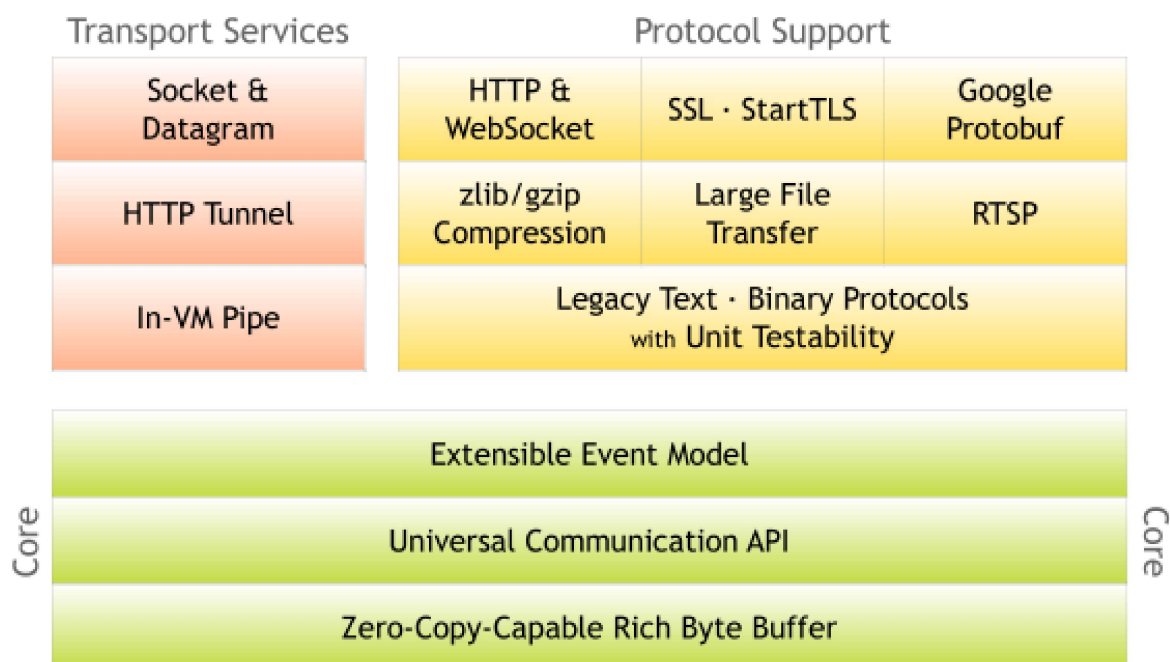 Transport Services
Protocol Support
Socket &
Datagram
HTTP Tunnel
In-VM Pipe
HTTP &
WebSocket
SSL · StartTLS
Google
Protobuf
zlib/gzip
Compression
Large File
Transfer
RTSP
Legacy Text · Binary Protocols
with Unit Testability
Core
Extensible Event Model
Universal Communication API
Zero-Copy-Capable Rich Byte Buffer
Core